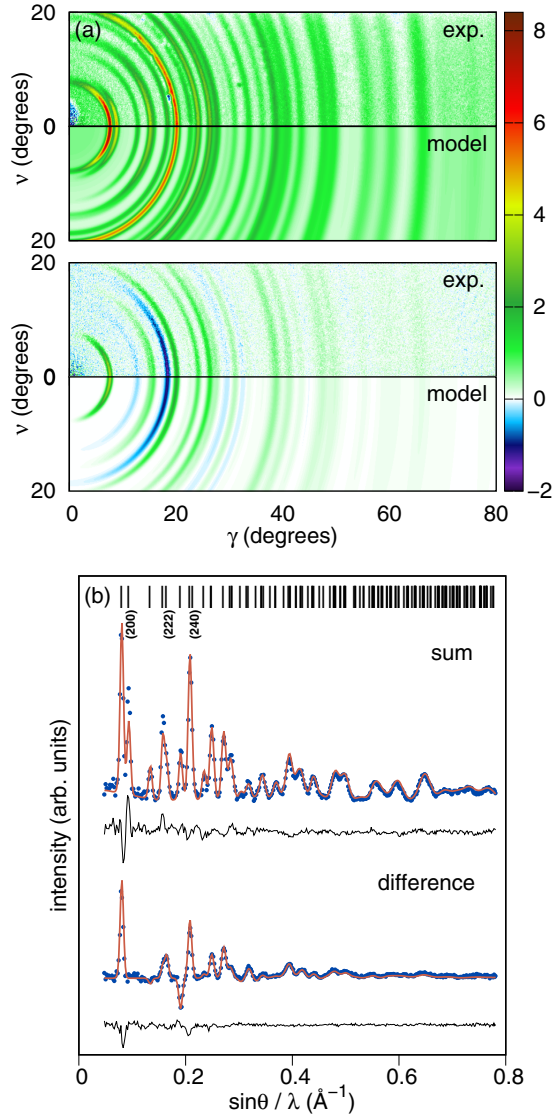 (a)
exp.
model
ν (degrees)
20
0
20
8
6
4
2
0
−2
exp.
model
ν (degrees)
20
0
20
0
20
40
60
80
γ (degrees)
(b)
(200)
(222)
(240)
sum
difference
intensity (arb. units)
0
0.2
0.4
0.6
0.8
sinθ / λ (Å⁻¹)